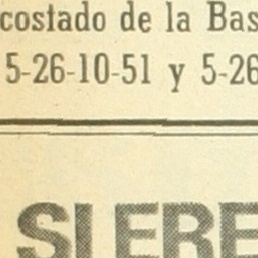 costado de la Bas
5-26-10-51 y 5-26
SI ERE